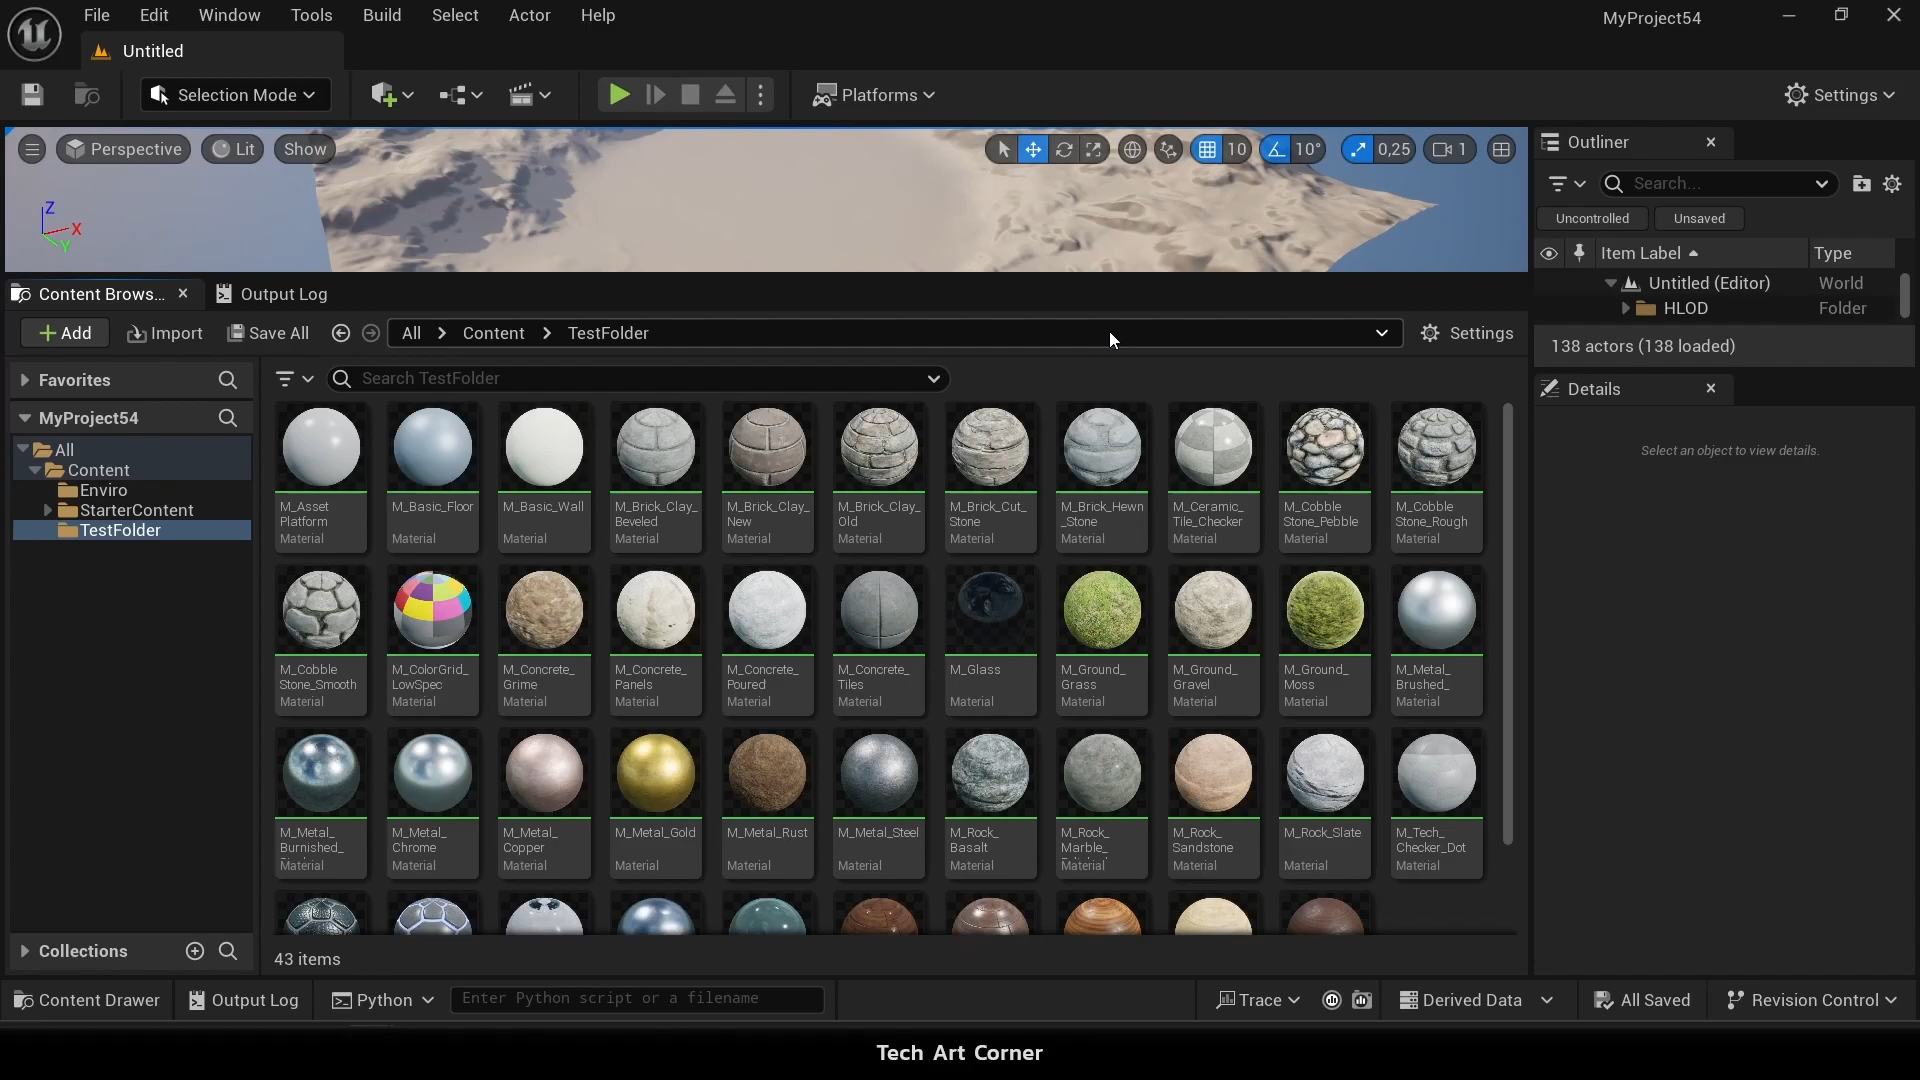 File Edit Window Tools Build Select Actor Help
MyProject54
Untitled
Selection Mode
Platforms
Settings
Perspective Lit Show
10 10° 0,25 1
Z
X
Y
Outliner
Search...
Uncontrolled Unsaved
Item Label Type
Untitled (Editor) World
HLOD Folder
138 actors (138 loaded)
Details
Select an object to view details.
Content Brows... Output Log
Add Import Save All All Content TestFolder Settings
Favorites
Search TestFolder
MyProject54
All
Content
Enviro
StarterContent
TestFolder
Collections
M_Asset
Platform
Material
M_Basic_Floor
Material
M_Basic_Wall
Material
M_Brick_Clay_
Beveled
Material
M_Brick_Clay_
New
Material
M_Brick_Clay_
Old
Material
M_Brick_Cut_
Stone
Material
M_Brick_Hewn
_Stone
Material
M_Ceramic_
Tile_Checker
Material
M_Cobble
Stone_Pebble
Material
M_Cobble
Stone_Rough
Material
M_Cobble
Stone_Smooth
Material
M_ColorGrid_
LowSpec
Material
M_Concrete_
Grime
Material
M_Concrete_
Panels
Material
M_Concrete_
Poured
Material
M_Concrete_
Tiles
Material
M_Glass
Material
M_Ground_
Grass
Material
M_Ground_
Gravel
Material
M_Ground_
Moss
Material
M_Metal_
Brushed_
Material
M_Metal_
Burnished_
Material
M_Metal_
Chrome
Material
M_Metal_
Copper
Material
M_Metal_Gold
Material
M_Metal_Rust
Material
M_Metal_Steel
Material
M_Rock_
Basalt
Material
M_Rock_
Marble_
Material
M_Rock_
Sandstone
Material
M_Rock_Slate
Material
M_Tech_
Checker_Dot
Material
43 items
Content Drawer Output Log Python Enter Python script or a filename Trace Derived Data All Saved Revision Control
Tech Art Corner